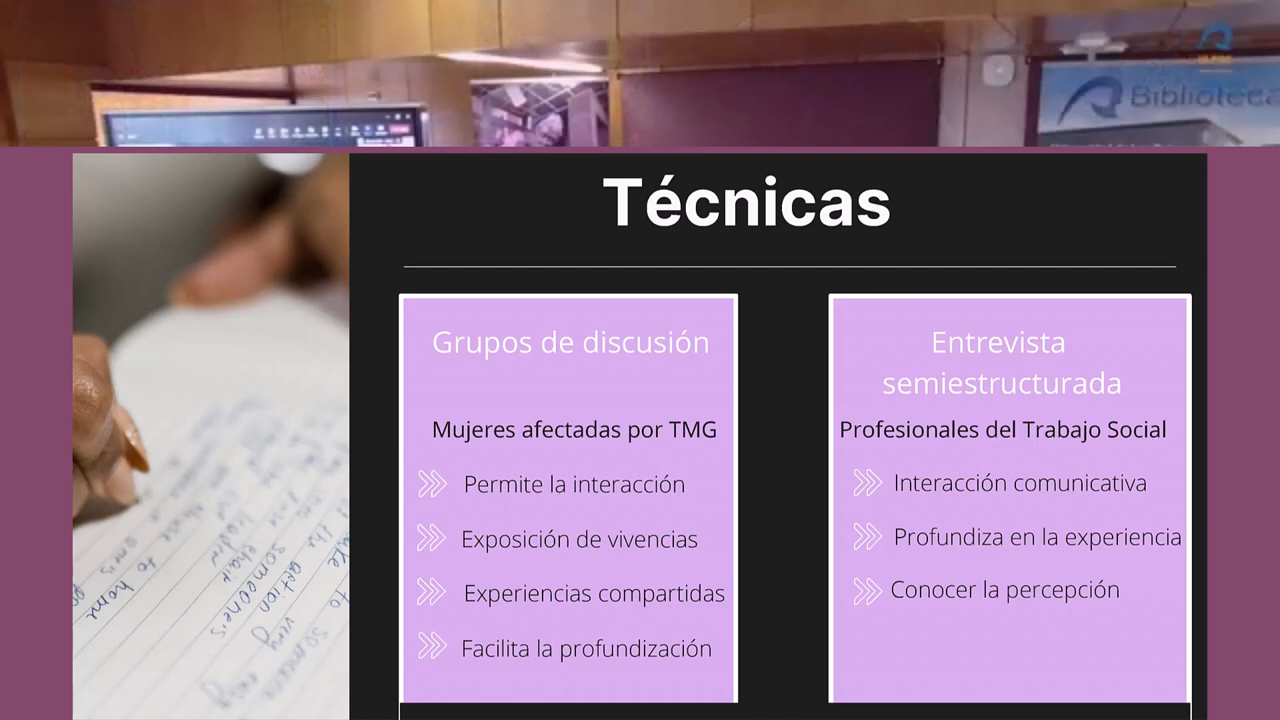 Biblioteca
Técnicas
Grupos de discusión
Mujeres afectadas por TMG
Permite la interacción
Exposición de vivencias
Experiencias compartidas
Facilita la profundización
Entrevista
semiestructurada
Profesionales del Trabajo Social
Interacción comunicativa
Profundiza en la experiencia
Conocer la percepción